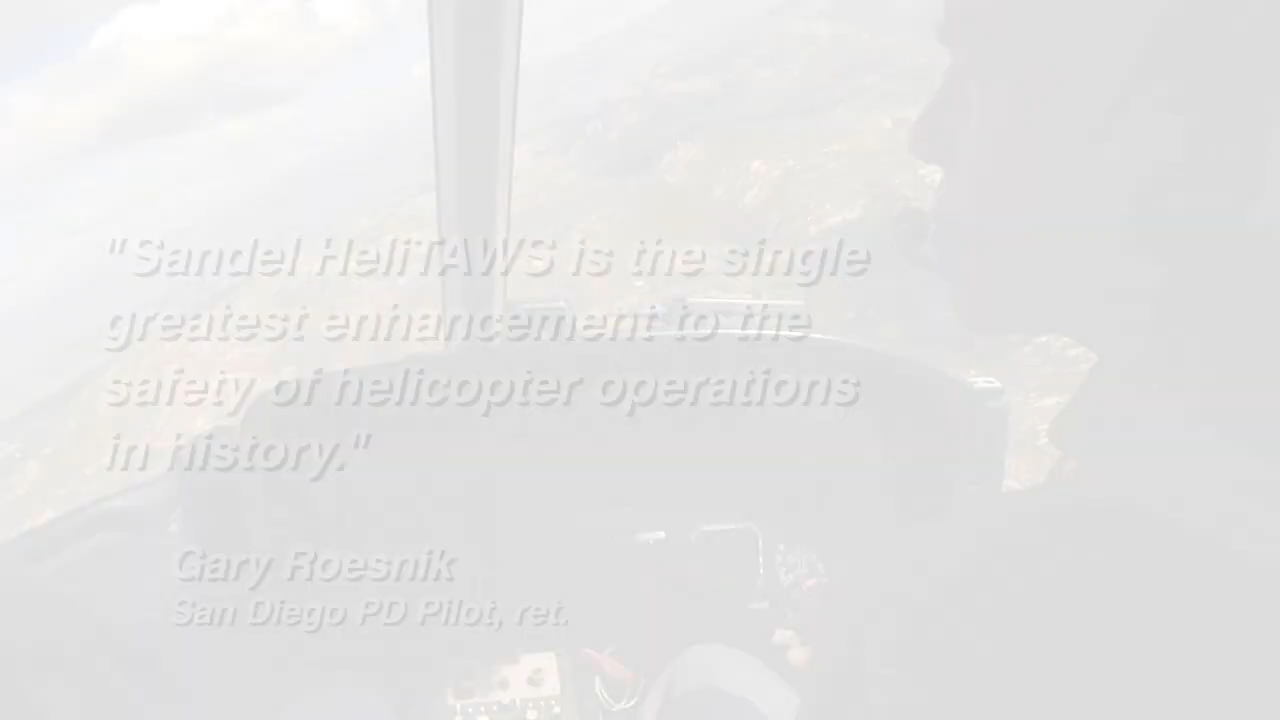 "Sandel HeliTAWS is the single
greatest enhancement to the
safety of helicopter operations
in history."
Gary Roesnik
San Diego PD Pilot, ret.